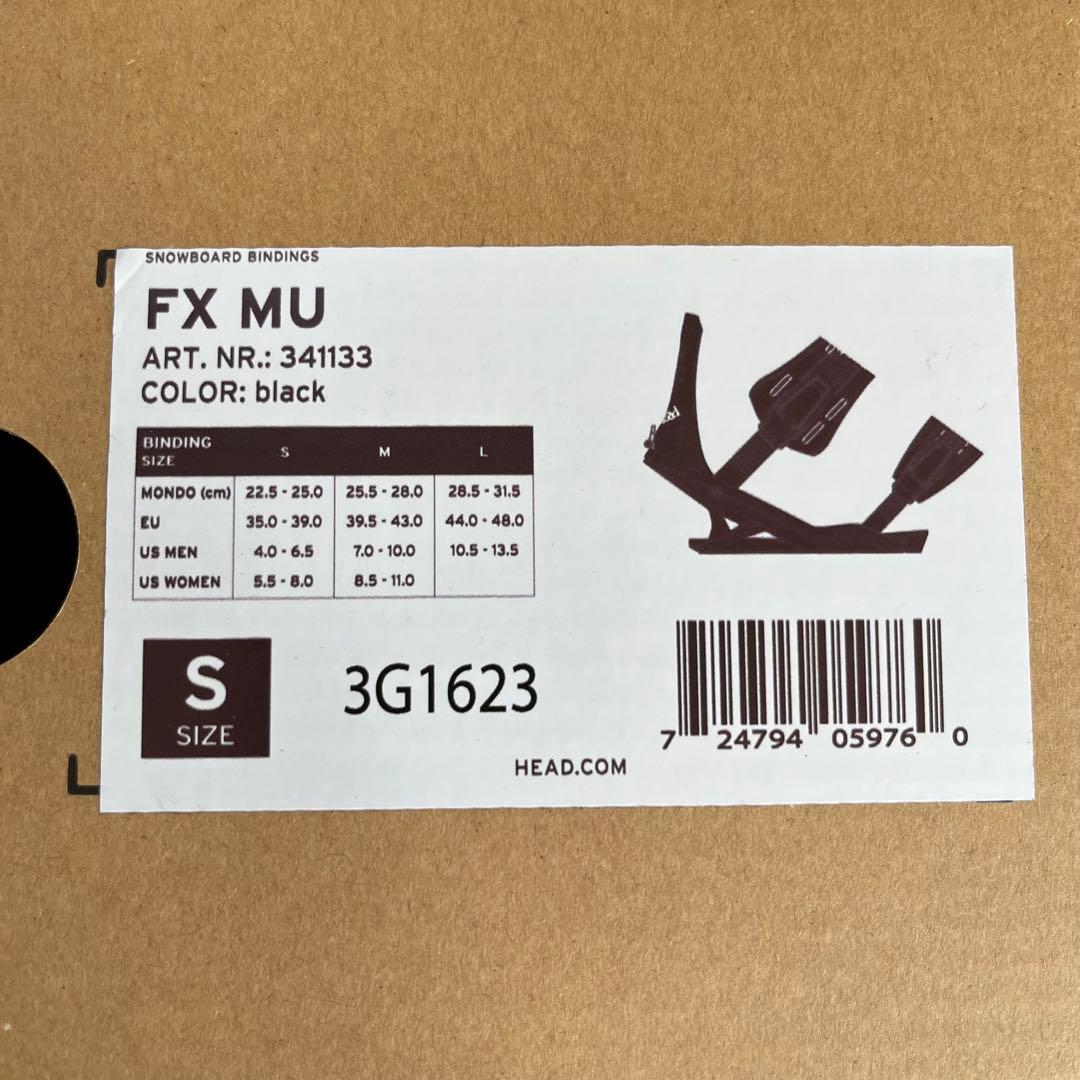 SNOWBOARD BINDINGS
FX MU
ART. NR.: 341133
COLOR: black
BINDING SIZE S M L
MONDO (cm) 22.5 - 25.0 25.5 - 28.0 28.5 - 31.5
EU 35.0 - 39.0 39.5 - 43.0 44.0 - 48.0
US MEN 4.0 - 6.5 7.0 - 10.0 10.5 - 13.5
US WOMEN 5.5 - 8.0 8.5 - 11.0
S
SIZE
3G1623
7 24794 05976 0
HEAD.COM